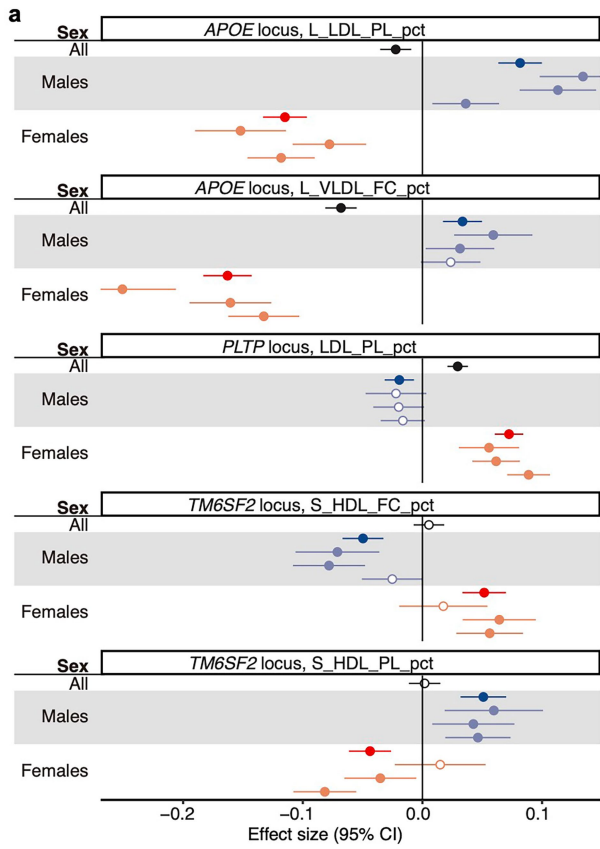 a
Sex APOE locus, L_LDL_PL_pct
All
Males
Females
Sex APOE locus, L_VLDL_FC_pct
All
Males
Females
Sex PLTP locus, LDL_PL_pct
All
Males
Females
Sex TM6SF2 locus, S_HDL_FC_pct
All
Males
Females
Sex TM6SF2 locus, S_HDL_PL_pct
All
Males
Females
−0.2 −0.1 0.0 0.1
Effect size (95% CI)